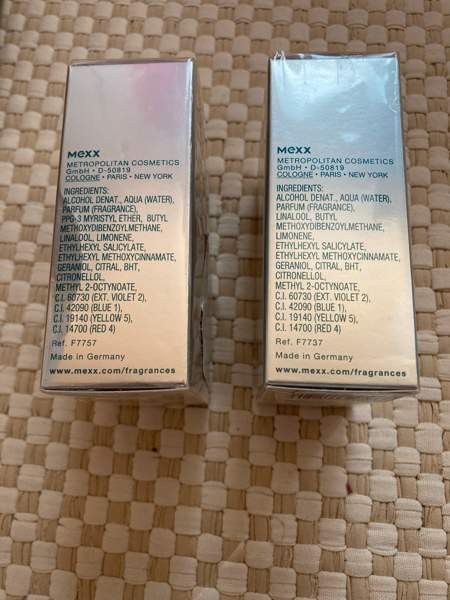 mexx
METROPOLITAN COSMETICS
GmbH • D-50819
COLOGNE • PARIS • NEW YORK
INGREDIENTS:
ALCOHOL DENAT., AQUA (WATER),
PARFUM (FRAGRANCE),
PPG-3 MYRISTYL ETHER, BUTYL
METHOXYDIBENZOYLMETHANE,
LINALOOL, LIMONENE,
ETHYLHEXYL SALICYLATE,
ETHYLHEXYL METHOXYCINNAMATE,
GERANIOL, CITRAL, BHT,
CITRONELLOL,
METHYL 2-OCTYNOATE,
C.I. 60730 (EXT. VIOLET 2),
C.I. 42090 (BLUE 1),
C.I. 19140 (YELLOW 5),
C.I. 14700 (RED 4)
Ref. F7757
Made in Germany
www.mexx.com/fragrances
mexx
METROPOLITAN COSMETICS
GmbH • D-50819
COLOGNE • PARIS • NEW YORK
INGREDIENTS:
ALCOHOL DENAT., AQUA (WATER),
PARFUM (FRAGRANCE),
LINALOOL, BUTYL
METHOXYDIBENZOYLMETHANE,
LIMONENE,
ETHYLHEXYL SALICYLATE,
ETHYLHEXYL METHOXYCINNAMATE,
GERANIOL, CITRAL, BHT,
CITRONELLOL,
METHYL 2-OCTYNOATE,
C.I. 60730 (EXT. VIOLET 2),
C.I. 42090 (BLUE 1),
C.I. 19140 (YELLOW 5),
C.I. 14700 (RED 4)
Ref. F7737
Made in Germany
www.mexx.com/fragrances